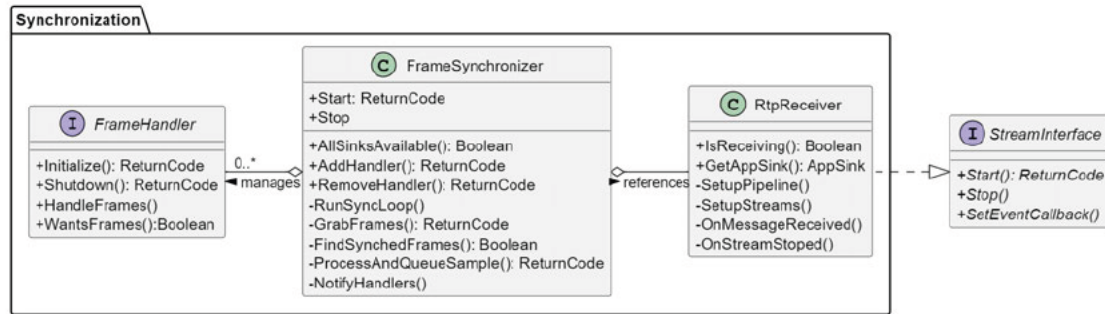 Synchronization
I FrameHandler
+Initialize(): ReturnCode
+Shutdown(): ReturnCode
+HandleFrames()
+WantsFrames():Boolean
0..*
manages
C FrameSynchronizer
+Start: ReturnCode
+Stop
+AllSinksAvailable(): Boolean
+AddHandler(): ReturnCode
+RemoveHandler(): ReturnCode
-RunSyncLoop()
-GrabFrames(): ReturnCode
-FindSynchedFrames(): Boolean
-ProcessAndQueueSample(): ReturnCode
-NotifyHandlers()
references
C RtpReceiver
+IsReceiving(): Boolean
+GetAppSink(): AppSink
-SetupPipeline()
-SetupStreams()
-OnMessageReceived()
-OnStreamStoped()
I StreamInterface
+Start(): ReturnCode
+Stop()
+SetEventCallback()